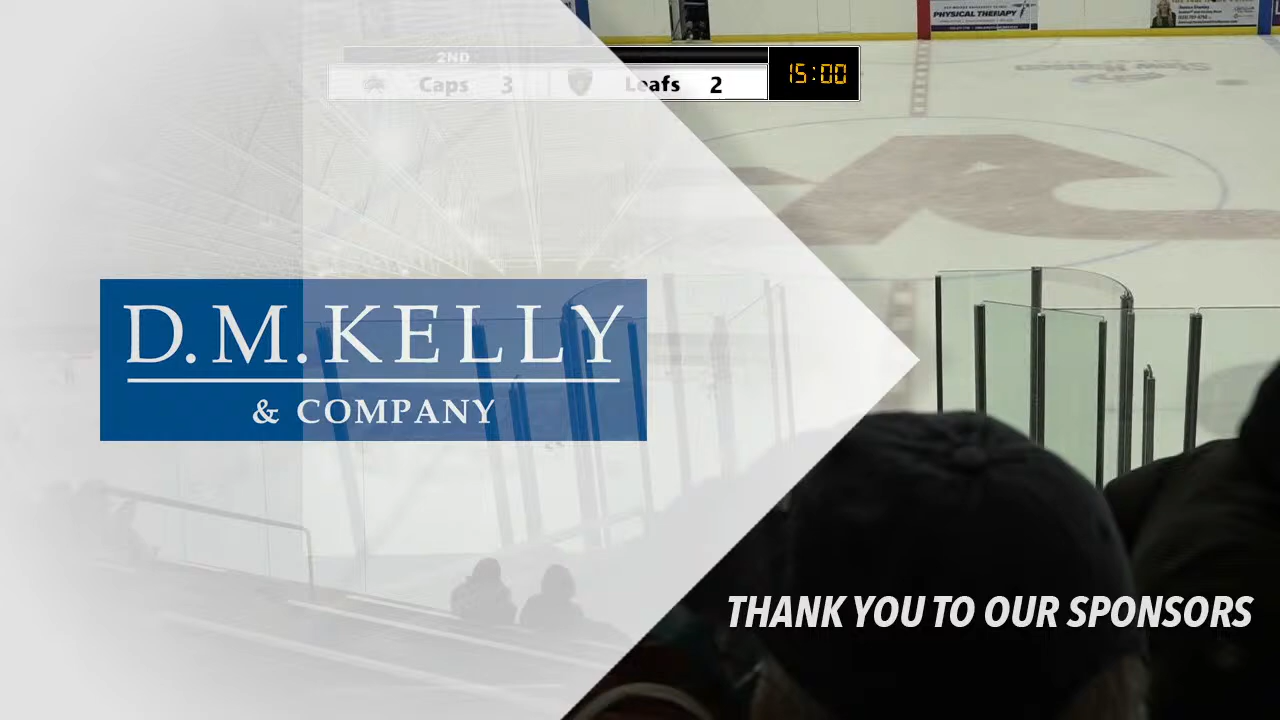 PHYSICAL THERAPY
2ND
Caps 3 Leafs 2 15:00
D.M.KELLY
& COMPANY
THANK YOU TO OUR SPONSORS